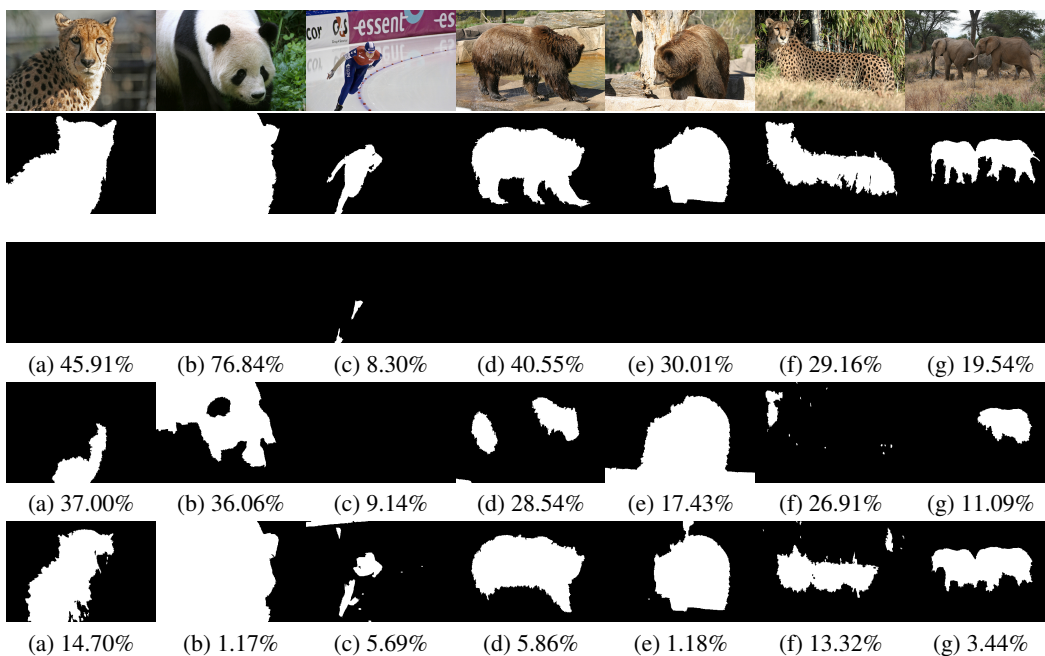 cor essent es
cor
(a) 45.91% (b) 76.84% (c) 8.30% (d) 40.55% (e) 30.01% (f) 29.16% (g) 19.54%
(a) 37.00% (b) 36.06% (c) 9.14% (d) 28.54% (e) 17.43% (f) 26.91% (g) 11.09%
(a) 14.70% (b) 1.17% (c) 5.69% (d) 5.86% (e) 1.18% (f) 13.32% (g) 3.44%